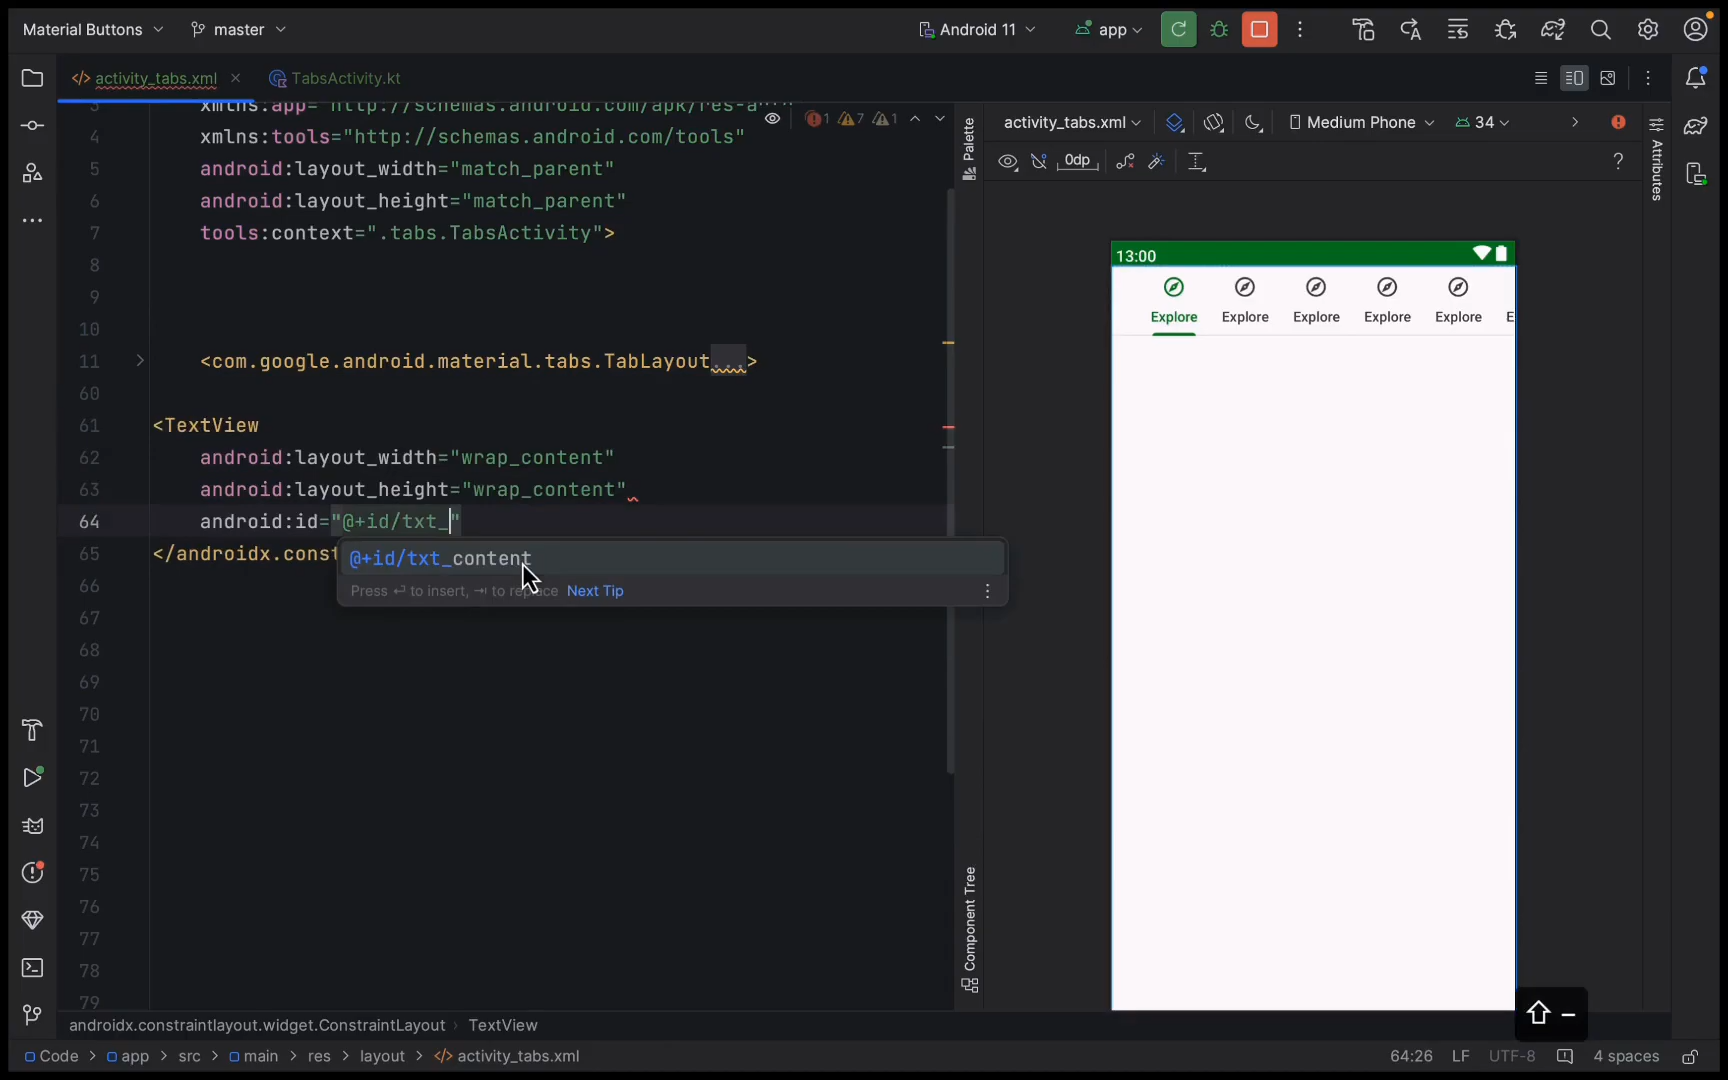 Material Buttons
master
Android 11
app
activity_tabs.xml
TabsActivity.kt
3
4 xmlns:tools="http://schemas.android.com/tools"
5 android:layout_width="match_parent"
6 android:layout_height="match_parent"
7 tools:context=".tabs.TabsActivity">
8
9
10
11 <com.google.android.material.tabs.TabLayout...>
60
61 <TextView
62 android:layout_width="wrap_content"
63 android:layout_height="wrap_content"
64 android:id="@+id/txt_"
65 </androidx.const
66
67
68
69
70
71
72
73
74
75
76
77
78
79
1 7 1
@+id/txt_content
Press ⏎ to insert, ⇥ to replace Next Tip
Palette
Component Tree
activity_tabs.xml
Medium Phone
34
0dp
?
Attributes
13:00
Explore Explore Explore Explore Explore E
androidx.constraintlayout.widget.ConstraintLayout › TextView
Code › app › src › main › res › layout › activity_tabs.xml
64:26 LF UTF-8 4 spaces